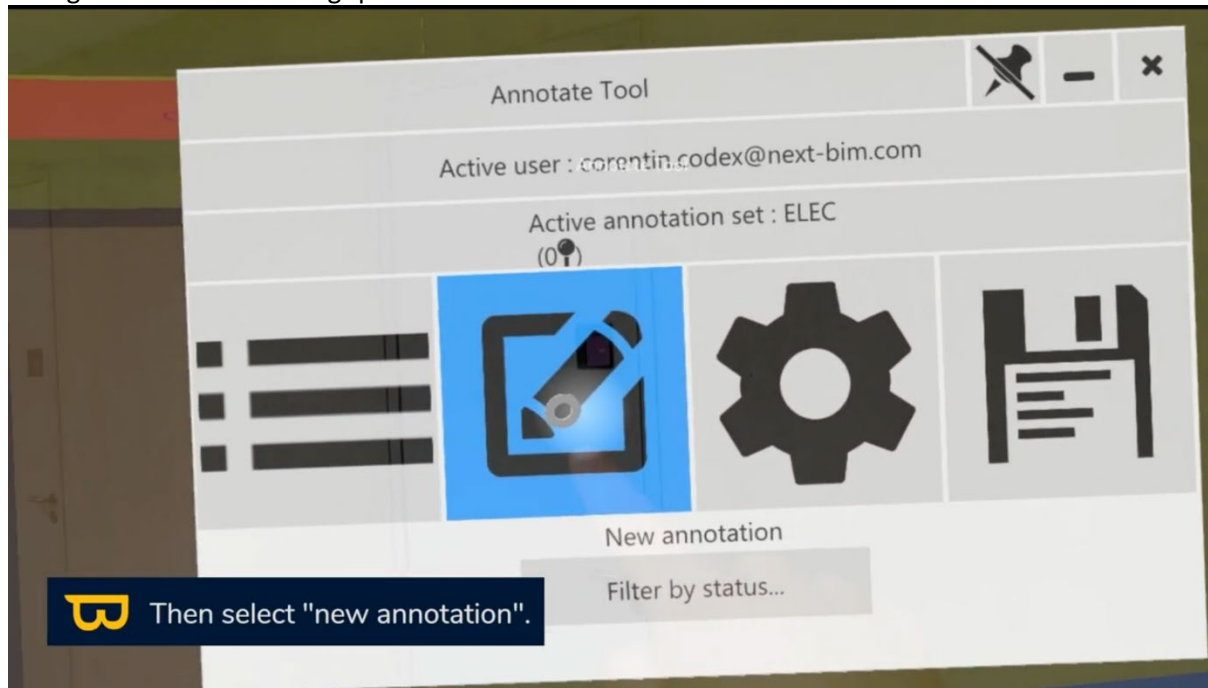 Annotate Tool
Active user : corentin.codex@next-bim.com
Active annotation set : ELEC
(0)
New annotation
Filter by status...
Then select "new annotation".